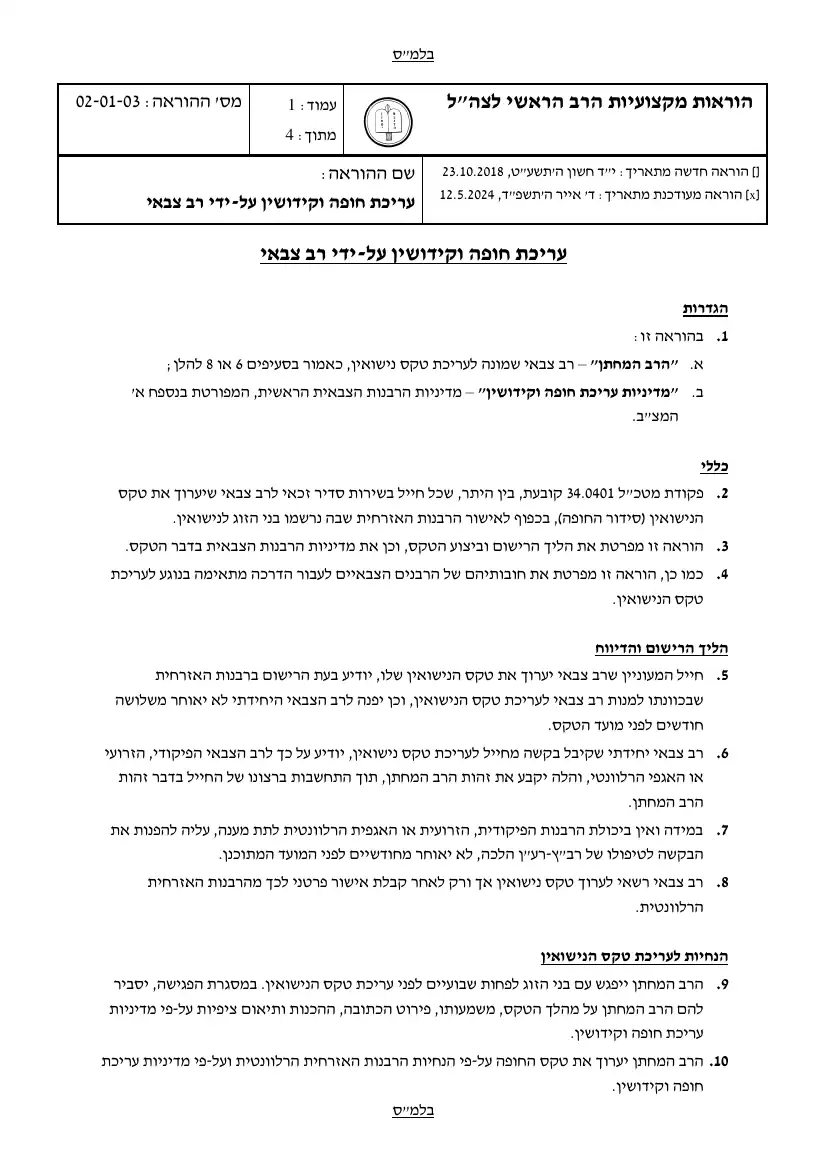 בלמ״ס
הוראות מקצועיות הרב הראשי לצה״ל
עמוד: 1
מתוך: 4
מס׳ ההוראה: 02-01-03
[] הוראה חדשה מתאריך: י״ד חשון ה׳תשע״ט, 23.10.2018
[x] הוראה מעודכנת מתאריך: ד׳ אייר ה׳תשפ״ד, 12.5.2024
שם ההוראה:
עריכת חופה וקידושין על-ידי רב צבאי
עריכת חופה וקידושין על-ידי רב צבאי
הגדרות
1. בהוראה זו:
א. ״הרב המחתן״ – רב צבאי שמונה לעריכת טקס נישואין, כאמור בסעיפים 6 או 8 להלן;
ב. ״מדיניות עריכת חופה וקידושין״ – מדיניות הרבנות הצבאית הראשית, המפורטת בנספח א׳
המצ״ב.
כללי
2. פקודת מטכ״ל 34.0401 קובעת, בין היתר, שכל חייל בשירות סדיר זכאי לרב צבאי שיערוך את טקס
הנישואין (סידור החופה), בכפוף לאישור הרבנות האזרחית שבה נרשמו בני הזוג לנישואין.
3. הוראה זו מפרטת את הליך הרישום וביצוע הטקס, וכן את מדיניות הרבנות הצבאית בדבר הטקס.
4. כמו כן, הוראה זו מפרטת את חובותיהם של הרבנים הצבאיים לעבור הדרכה מתאימה בנוגע לעריכת
טקס הנישואין.
הליך הרישום והדיווח
5. חייל המעוניין שרב צבאי יערוך את טקס הנישואין שלו, יודיע בעת הרישום ברבנות האזרחית
שבכוונתו למנות רב צבאי לעריכת טקס הנישואין, וכן יפנה לרב הצבאי היחידתי לא יאוחר משלושה
חודשים לפני מועד הטקס.
6. רב צבאי יחידתי שקיבל בקשה מחייל לעריכת טקס נישואין, יודיע על כך לרב הצבאי הפיקודי, הזרועי
או האגפי הרלוונטי, והלה יקבע את זהות הרב המחתן, תוך התחשבות ברצונו של החייל בדבר זהות
הרב המחתן.
7. במידה ואין ביכולת הרבנות הפיקודית, הזרועית או האגפית הרלוונטית לתת מענה, עליה להפנות את
הבקשה לטיפולו של רב״ץ-רע״ן הלכה, לא יאוחר מחודשיים לפני המועד המתוכנן.
8. רב צבאי רשאי לערוך טקס נישואין אך ורק לאחר קבלת אישור פרטני לכך מהרבנות האזרחית
הרלוונטית.
הנחיות לעריכת טקס הנישואין
9. הרב המחתן ייפגש עם בני הזוג לפחות שבועיים לפני עריכת טקס הנישואין. במסגרת הפגישה, יסביר
להם הרב המחתן על מהלך הטקס, משמעותו, פירוט הכתובה, ההכנות ותיאום ציפיות על-פי מדיניות
עריכת חופה וקידושין.
10. הרב המחתן יערוך את טקס החופה על-פי הנחיות הרבנות האזרחית הרלוונטית ועל-פי מדיניות עריכת
חופה וקידושין.
בלמ״ס